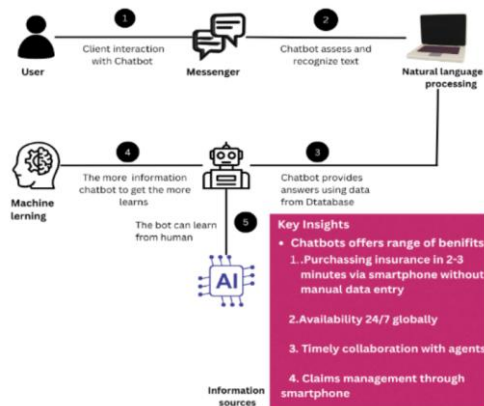 1
2
Client interaction
with Chatbot
Chatbot assess and
recognize text
User
Messenger
Natural language
processing
4
3
The more information
chatbot to get the more
learns
Chatbot provides
answers using data
from Dtatabase
Machine
lerning
5
The bot can learn
from human
AI
Information
sources
Key Insights
• Chatbots offers range of benifits
1..Purchassing insurance in 2-3
minutes via smartphone without
manual data entry
2.Availability 24/7 globally
3. Timely collaboration with agents
4. Claims management through
smartphone